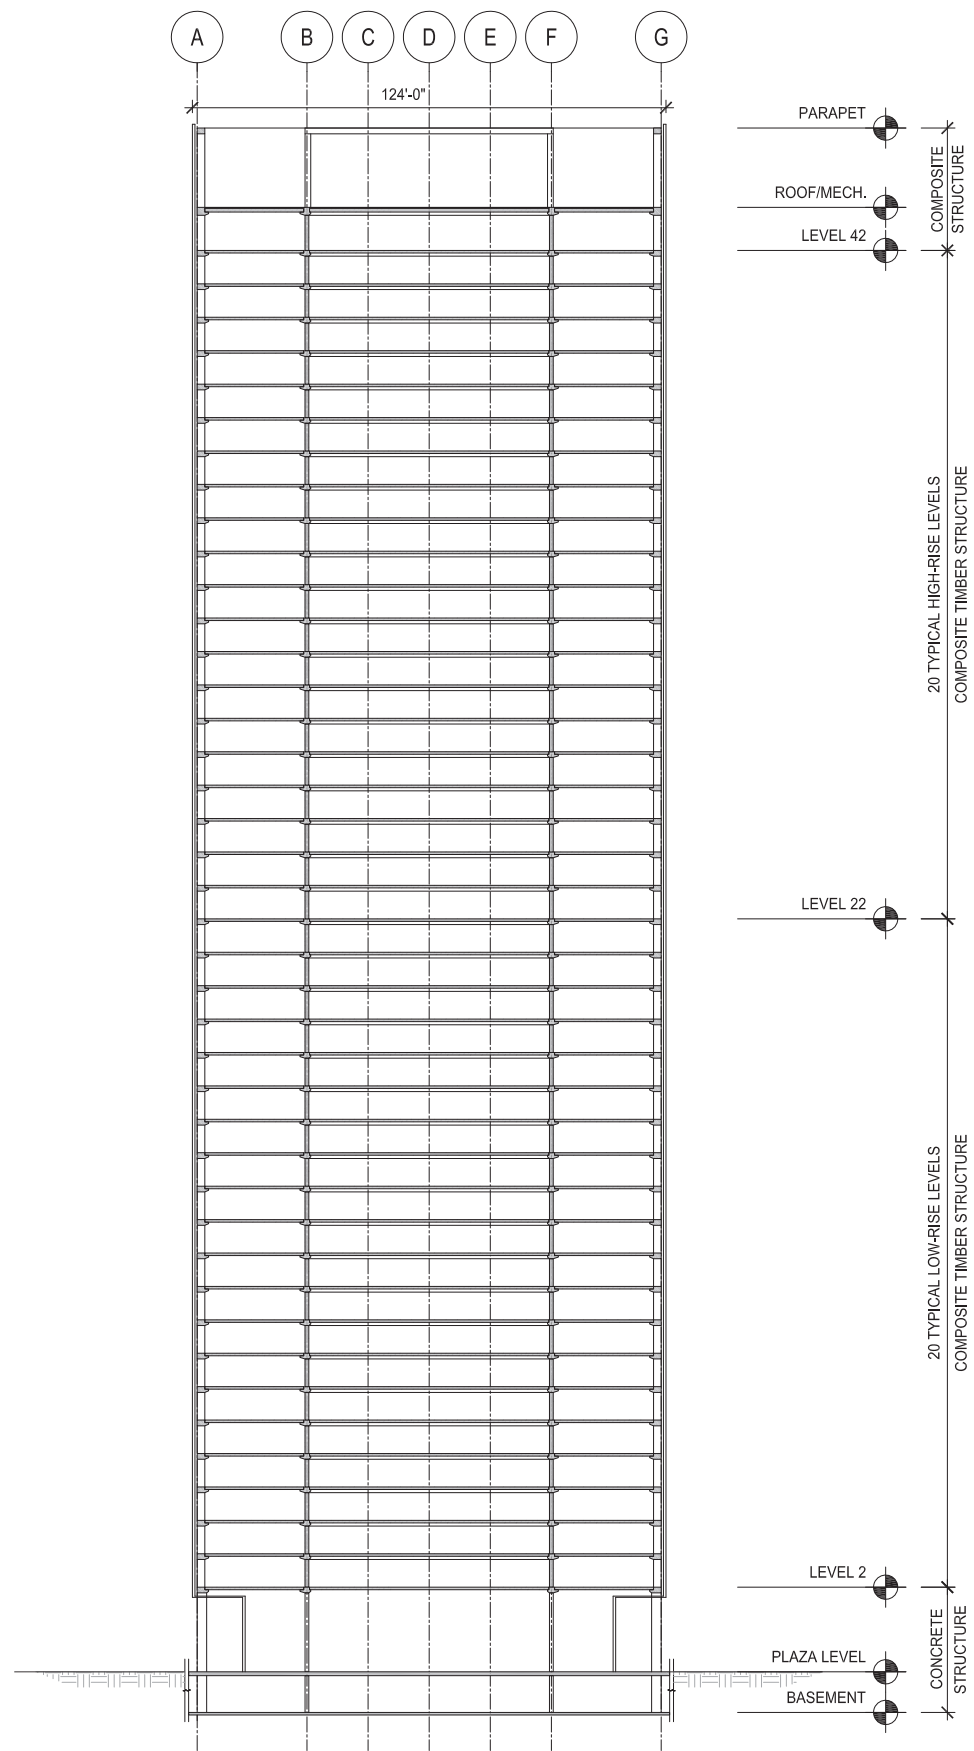 A B C D E F G
124'-0"
PARAPET
COMPOSITE
STRUCTURE
ROOF/MECH.
LEVEL 42
20 TYPICAL HIGH-RISE LEVELS
COMPOSITE TIMBER STRUCTURE
LEVEL 22
20 TYPICAL LOW-RISE LEVELS
COMPOSITE TIMBER STRUCTURE
LEVEL 2
CONCRETE
STRUCTURE
PLAZA LEVEL
BASEMENT